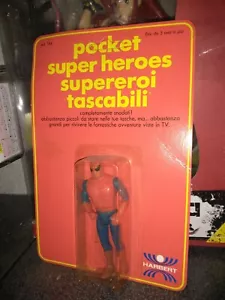 pocket
super heroes
supereroi
tascabili
completamente snodati!
abbastanza piccoli da stare nelle tue tasche, ma... abbastanza
grandi per rivivere le fantastiche avventure viste in TV.
HARBERT